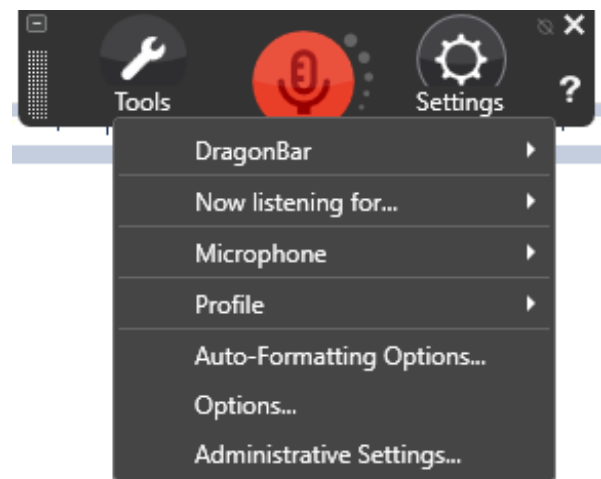 Tools
Settings
?
DragonBar
Now listening for...
Microphone
Profile
Auto-Formatting Options...
Options...
Administrative Settings...